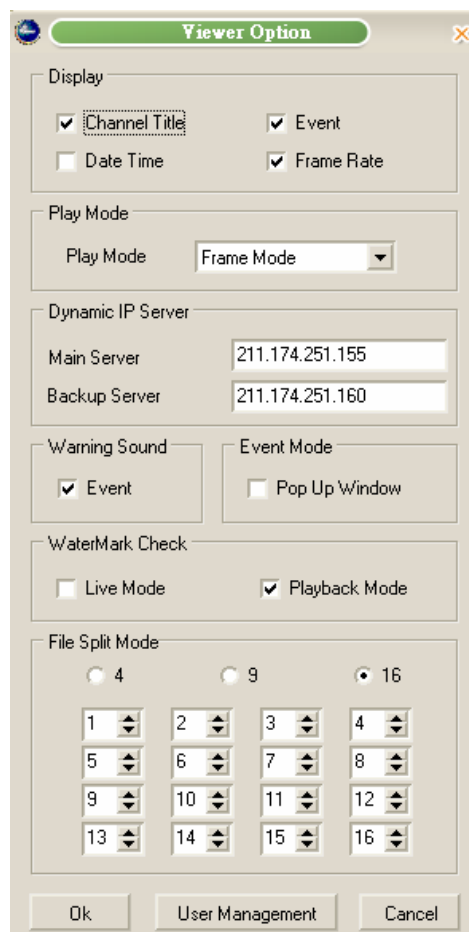 Viewer Option
Display
Channel Title Event
Date Time Frame Rate
Play Mode
Play Mode Frame Mode
Dynamic IP Server
Main Server 211.174.251.155
Backup Server 211.174.251.160
Warning Sound Event Mode
Event Pop Up Window
WaterMark Check
Live Mode Playback Mode
File Split Mode
4 9 16
1 2 3 4
5 6 7 8
9 10 11 12
13 14 15 16
Ok User Management Cancel